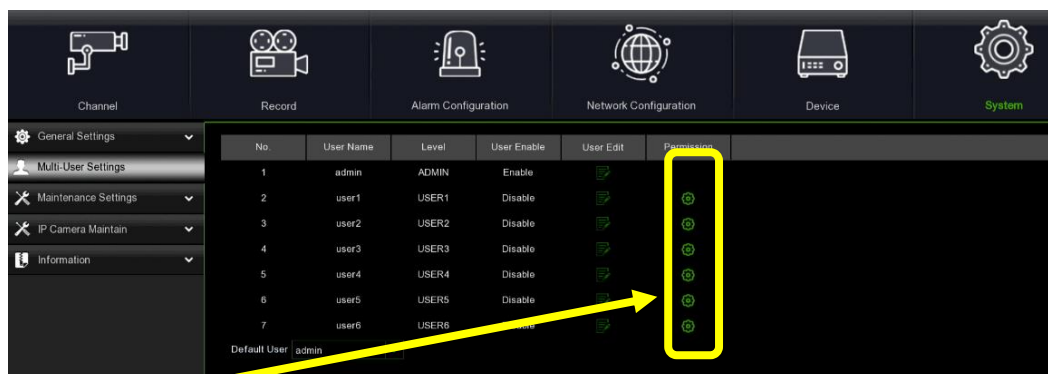 Channel Record Alarm Configuration Network Configuration Device System
General Settings
Multi-User Settings
Maintenance Settings
IP Camera Maintain
Information
No. User Name Level User Enable User Edit Permission
1 admin ADMIN Enable
2 user1 USER1 Disable
3 user2 USER2 Disable
4 user3 USER3 Disable
5 user4 USER4 Disable
6 user5 USER5 Disable
7 user6 USER6
Default User admin